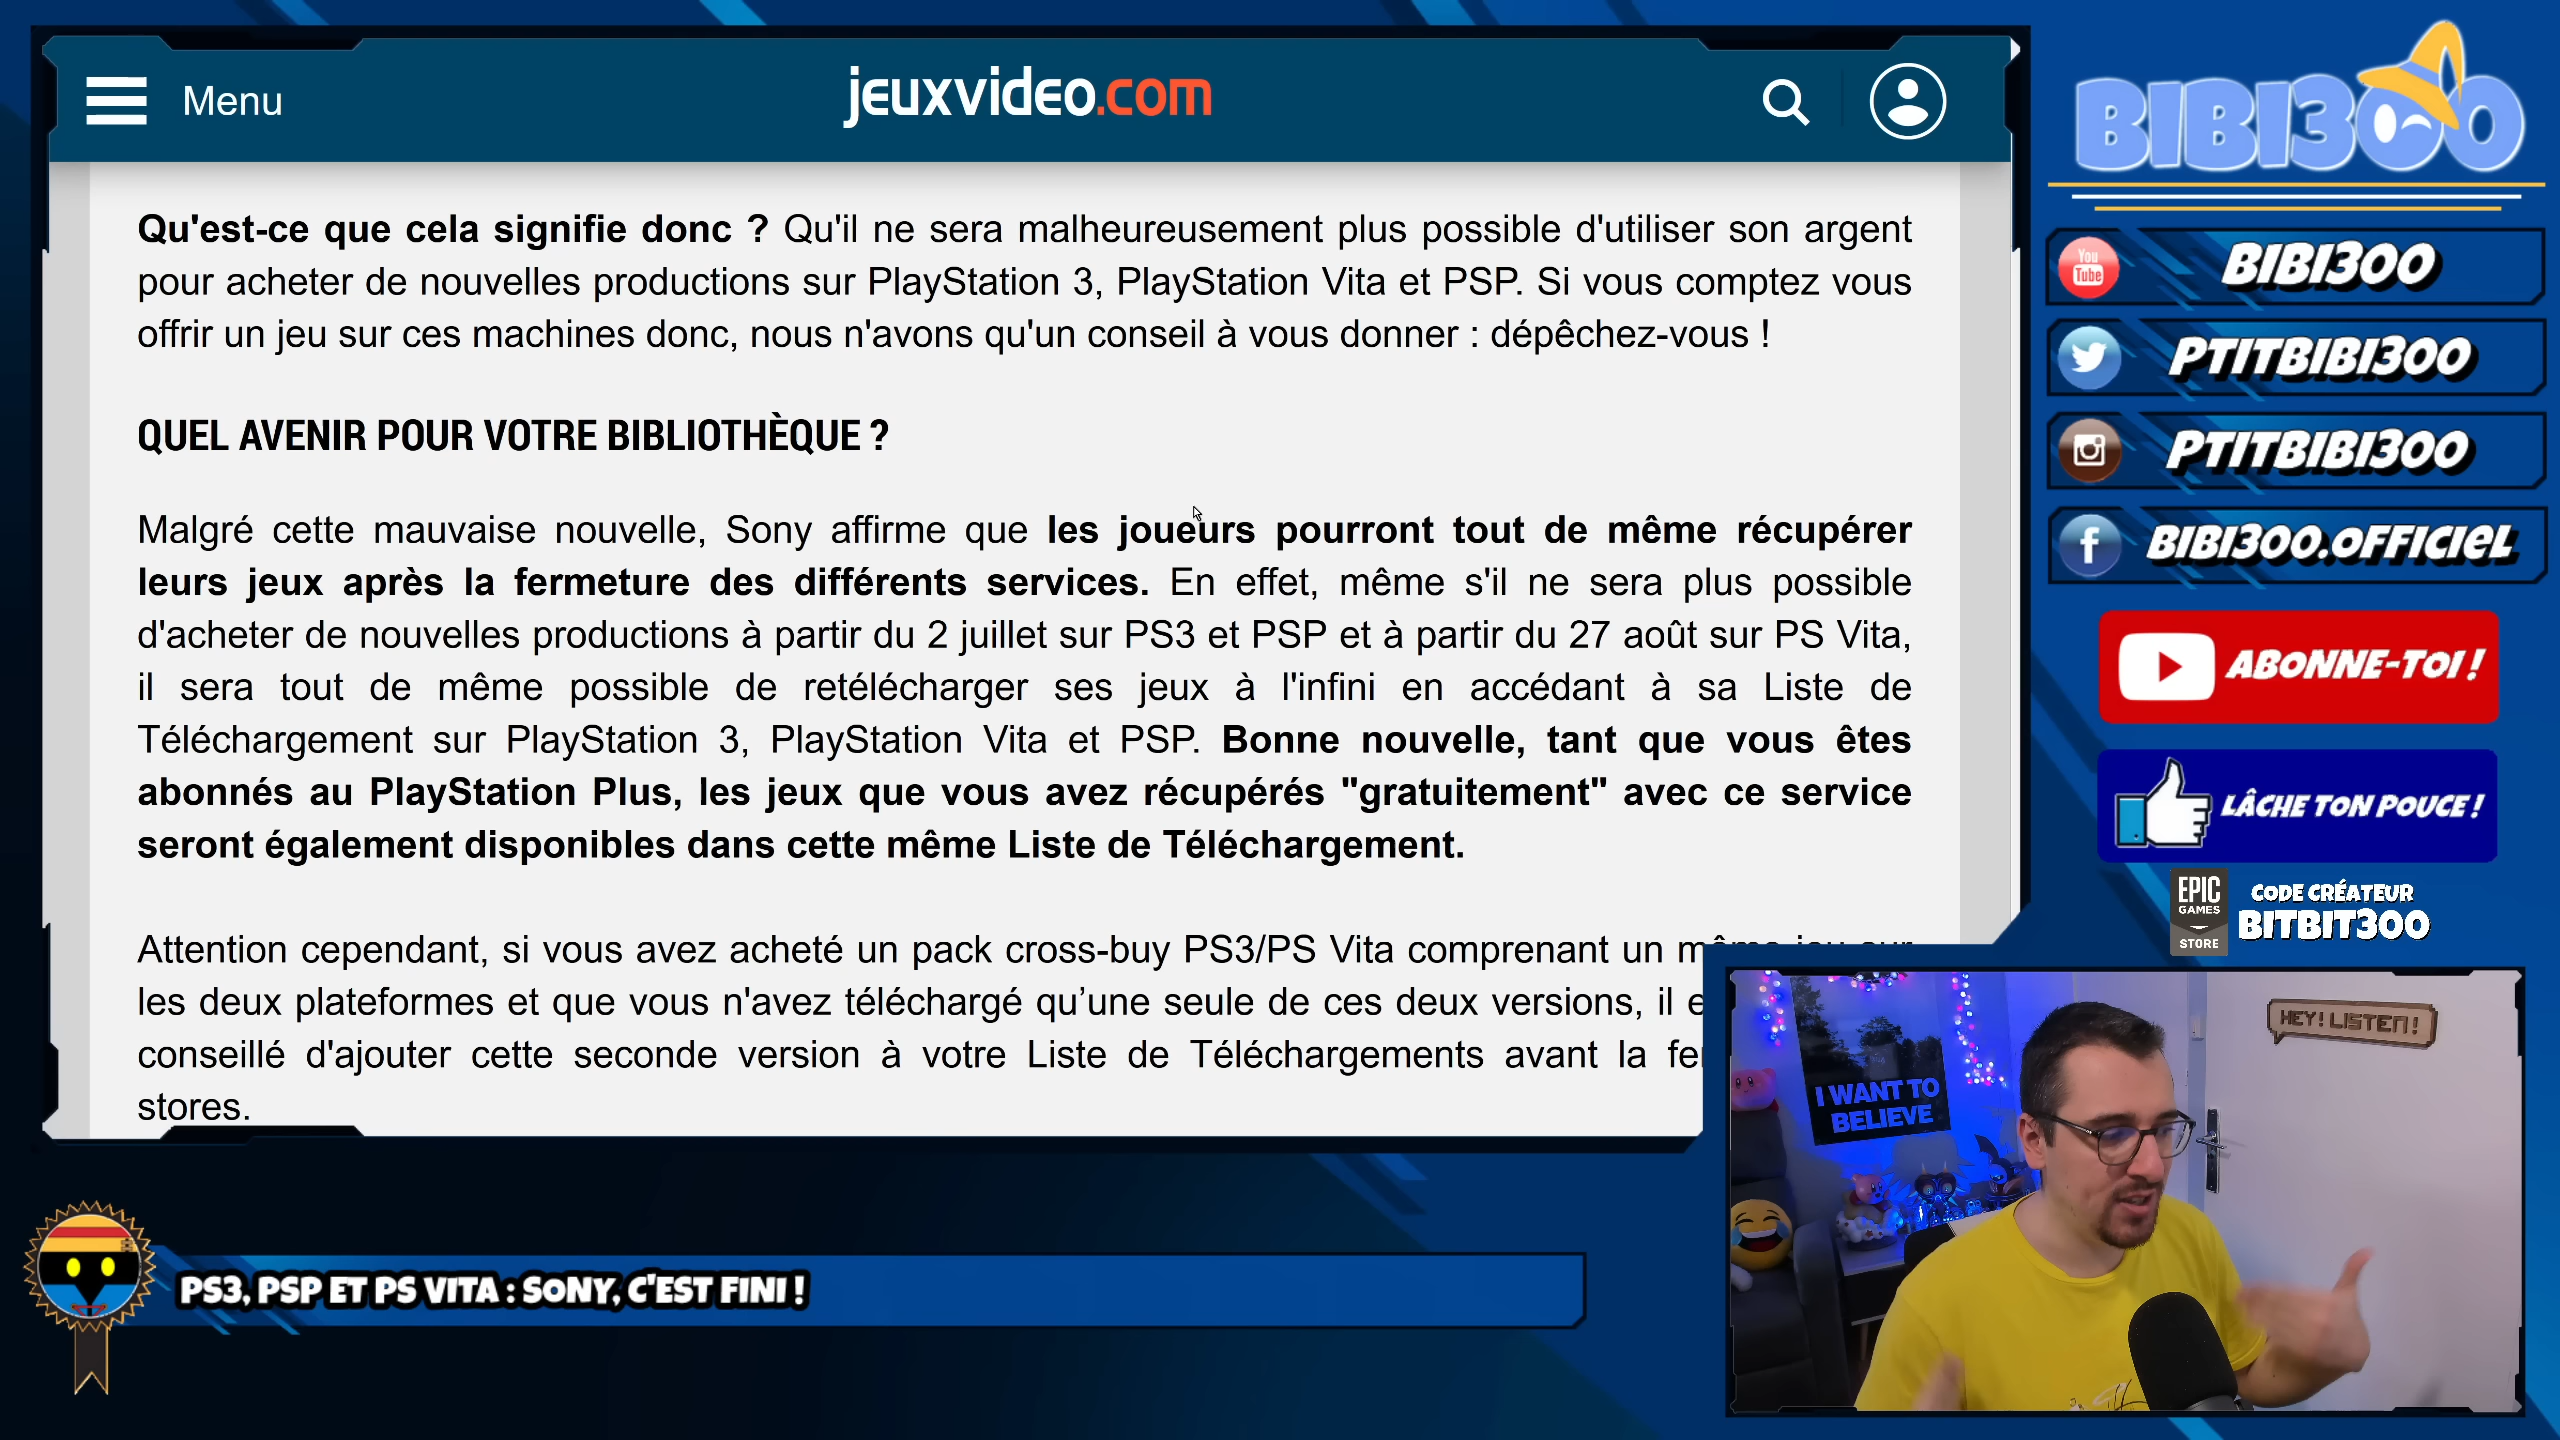 Menu
jeuxvideo.com
Qu'est-ce que cela signifie donc ? Qu'il ne sera malheureusement plus possible d'utiliser son argent
pour acheter de nouvelles productions sur PlayStation 3, PlayStation Vita et PSP. Si vous comptez vous
offrir un jeu sur ces machines donc, nous n'avons qu'un conseil à vous donner : dépêchez-vous !
QUEL AVENIR POUR VOTRE BIBLIOTHÈQUE ?
Malgré cette mauvaise nouvelle, Sony affirme que les joueurs pourront tout de même récupérer
leurs jeux après la fermeture des différents services. En effet, même s'il ne sera plus possible
d'acheter de nouvelles productions à partir du 2 juillet sur PS3 et PSP et à partir du 27 août sur PS Vita,
il sera tout de même possible de retélécharger ses jeux à l'infini en accédant à sa Liste de
Téléchargement sur PlayStation 3, PlayStation Vita et PSP. Bonne nouvelle, tant que vous êtes
abonnés au PlayStation Plus, les jeux que vous avez récupérés "gratuitement" avec ce service
seront également disponibles dans cette même Liste de Téléchargement.
Attention cependant, si vous avez acheté un pack cross-buy PS3/PS Vita comprenant un même jeu sur
les deux plateformes et que vous n'avez téléchargé qu’une seule de ces deux versions, il
conseillé d'ajouter cette seconde version à votre Liste de Téléchargements avant la
stores.
BIBI300
You Tube
BIBI300
PTITBIBI300
PTITBIBI300
f
BIBI300.OFFICIEL
ABONNE-TOI !
LÂCHE TON POUCE !
EPIC
GAMES
STORE
CODE CRÉATEUR
BITBIT300
HEY! LISTEN!
I WANT TO
BELIEVE
PS3, PSP ET PS VITA : SONY, C'EST FINI !